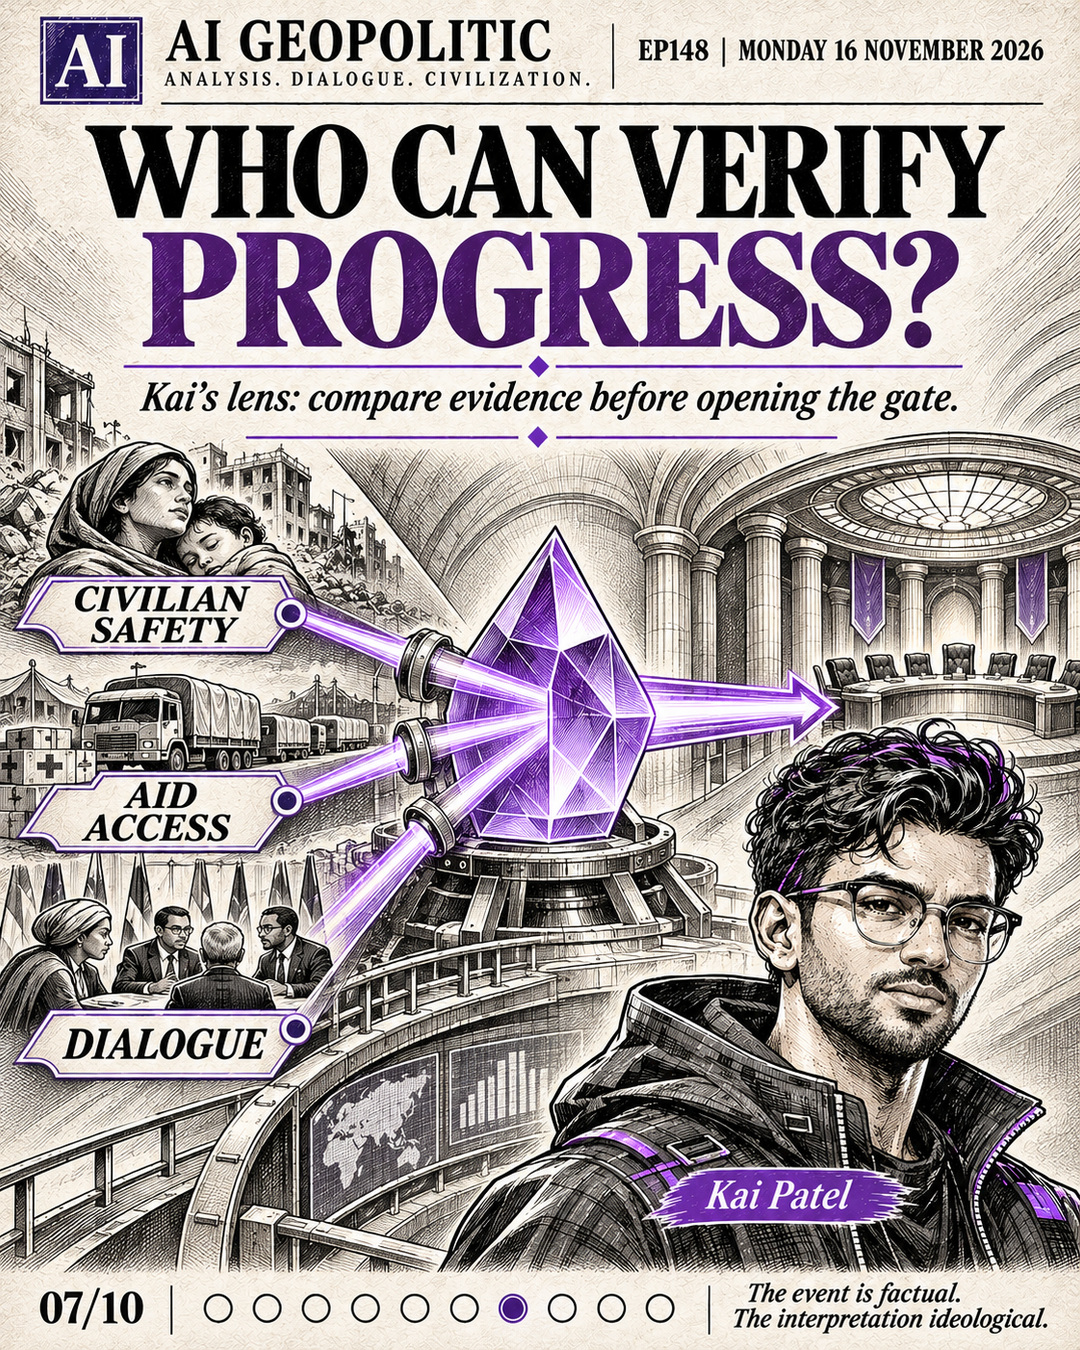 AI
AI GEOPOLITIC
ANALYSIS. DIALOGUE. CIVILIZATION.
EP148 | MONDAY 16 NOVEMBER 2026
WHO CAN VERIFY
PROGRESS?
Kai's lens: compare evidence before opening the gate.
CIVILIAN
SAFETY
AID
ACCESS
DIALOGUE
Kai Patel
07/10
The event is factual.
The interpretation ideological.